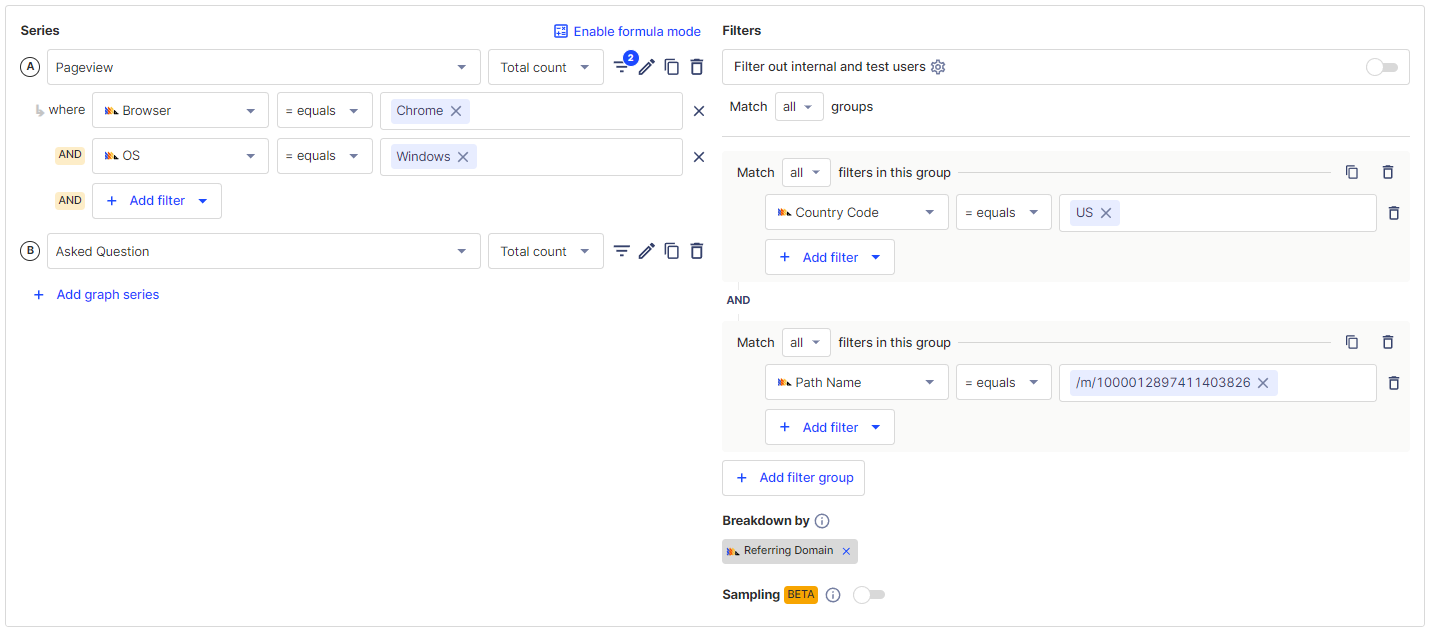 Series
Enable formula mode
A
Pageview
Total count
2
where
Browser
= equals
Chrome
AND
OS
= equals
Windows
AND
+ Add filter
B
Asked Question
Total count
+ Add graph series
Filters
Filter out internal and test users
Match all groups
Match all filters in this group
Country Code
= equals
US
+ Add filter
AND
Match all filters in this group
Path Name
= equals
/m/1000012897411403826
+ Add filter
+ Add filter group
Breakdown by
Referring Domain
Sampling BETA